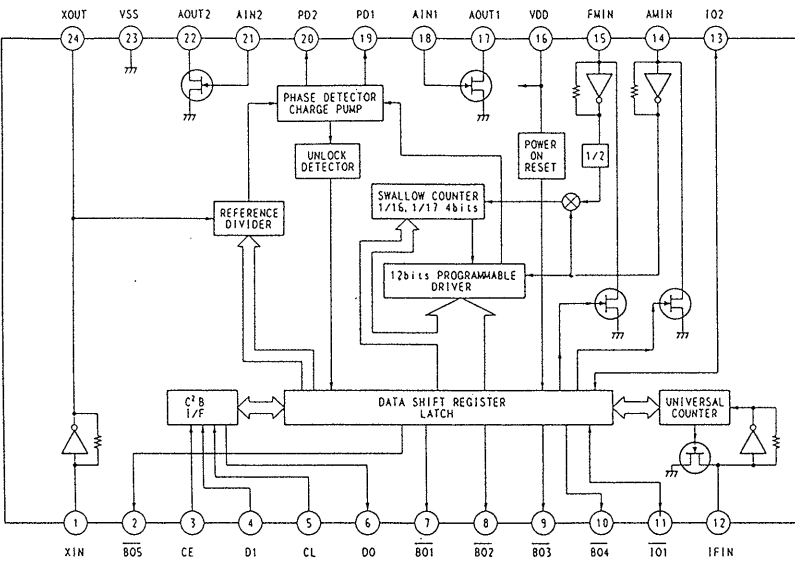 XOUT VSS AOUT2 AIN2 PD2 PD1 AIN1 AOUT1 VDD FMIN AMIN IO2
24 23 22 21 20 19 18 17 16 15 14 13
PHASE DETECTOR
CHARGE PUMP
UNLOCK
DETECTOR
POWER
ON
RESET
1/2
SWALLOW COUNTER
1/16,1/17 4bits
REFERENCE
DIVIDER
12bits PROGRAMMABLE
DRIVER
C²B
I/F
DATA SHIFT REGISTER
LATCH
UNIVERSAL
COUNTER
1 2 3 4 5 6 7 8 9 10 11 12
XIN BO5 CE D1 CL DO BO1 BO2 BO3 BO4 IO1 IFIN